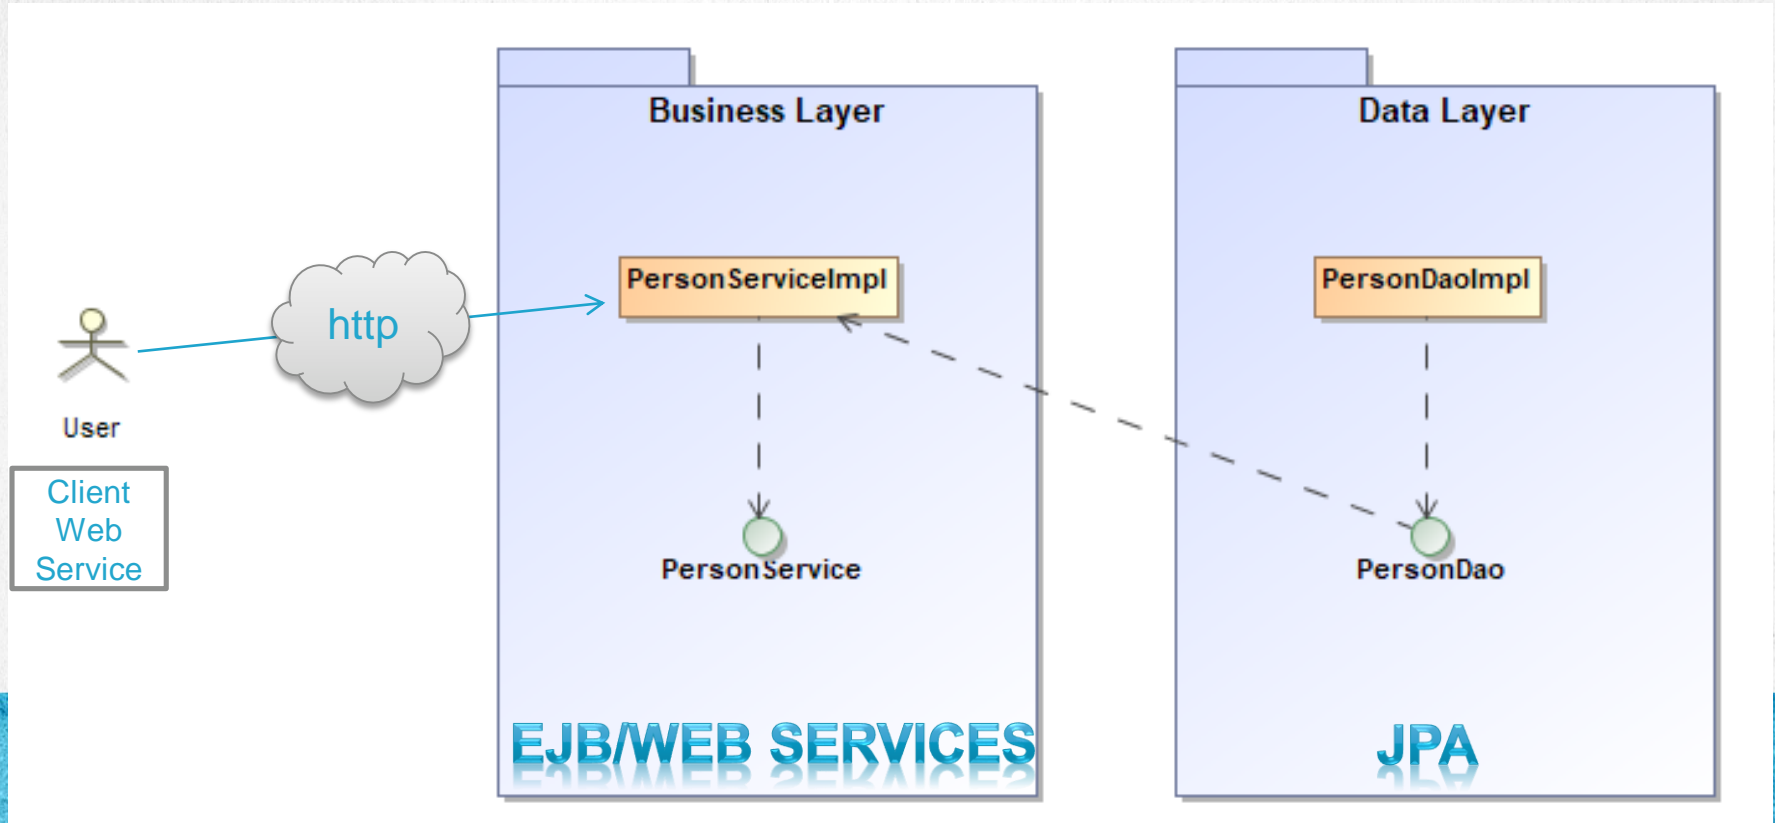 Business Layer
Data Layer
PersonServiceImpl
PersonDaoImpl
http
User
Client
Web
Service
PersonService
PersonDao
EJB/WEB SERVICES
JPA